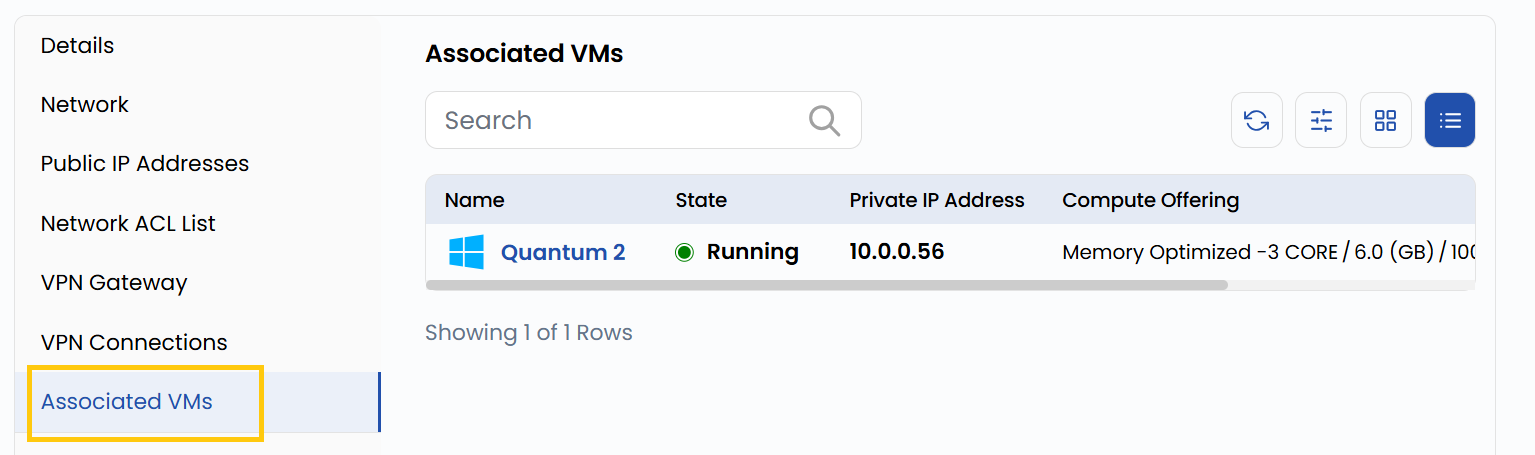 Details
Network
Public IP Addresses
Network ACL List
VPN Gateway
VPN Connections
Associated VMs
Associated VMs
Search
Name State Private IP Address Compute Offering
Quantum 2 Running 10.0.0.56 Memory Optimized -3 CORE / 6.0 (GB) /
Showing 1 of 1 Rows